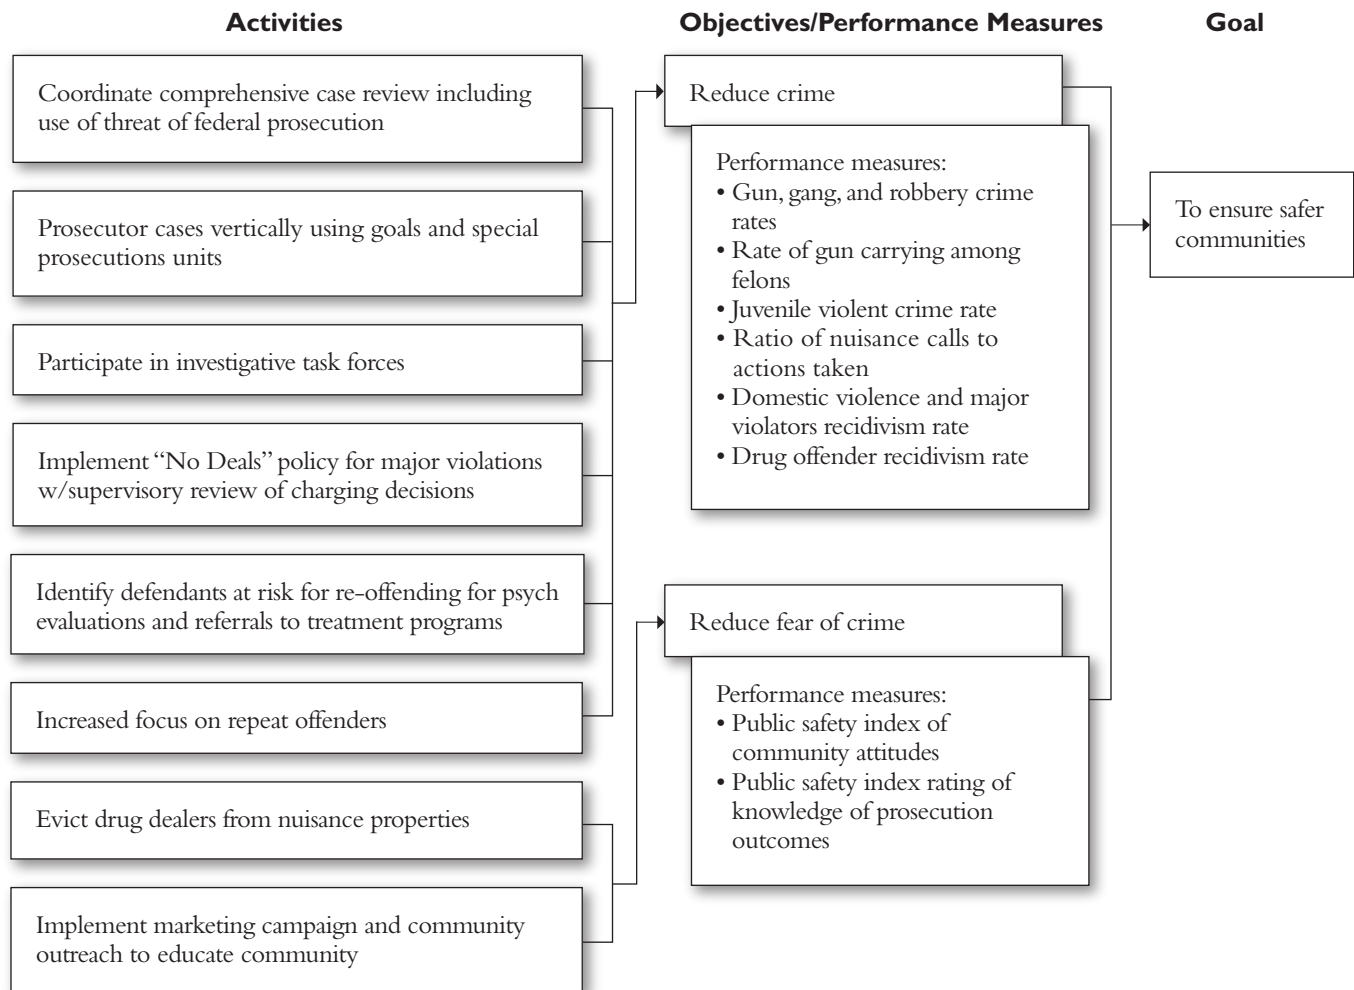 Activities
Coordinate comprehensive case review including
use of threat of federal prosecution
Prosecutor cases vertically using goals and special
prosecutions units
Participate in investigative task forces
Implement “No Deals” policy for major violations
w/supervisory review of charging decisions
Identify defendants at risk for re-offending for psych
evaluations and referrals to treatment programs
Increased focus on repeat offenders
Evict drug dealers from nuisance properties
Implement marketing campaign and community
outreach to educate community
Objectives/Performance Measures
Reduce crime
Performance measures:
• Gun, gang, and robbery crime
rates
• Rate of gun carrying among
felons
• Juvenile violent crime rate
• Ratio of nuisance calls to
actions taken
• Domestic violence and major
violators recidivism rate
• Drug offender recidivism rate
Reduce fear of crime
Performance measures:
• Public safety index of
community attitudes
• Public safety index rating of
knowledge of prosecution
outcomes
Goal
To ensure safer
communities